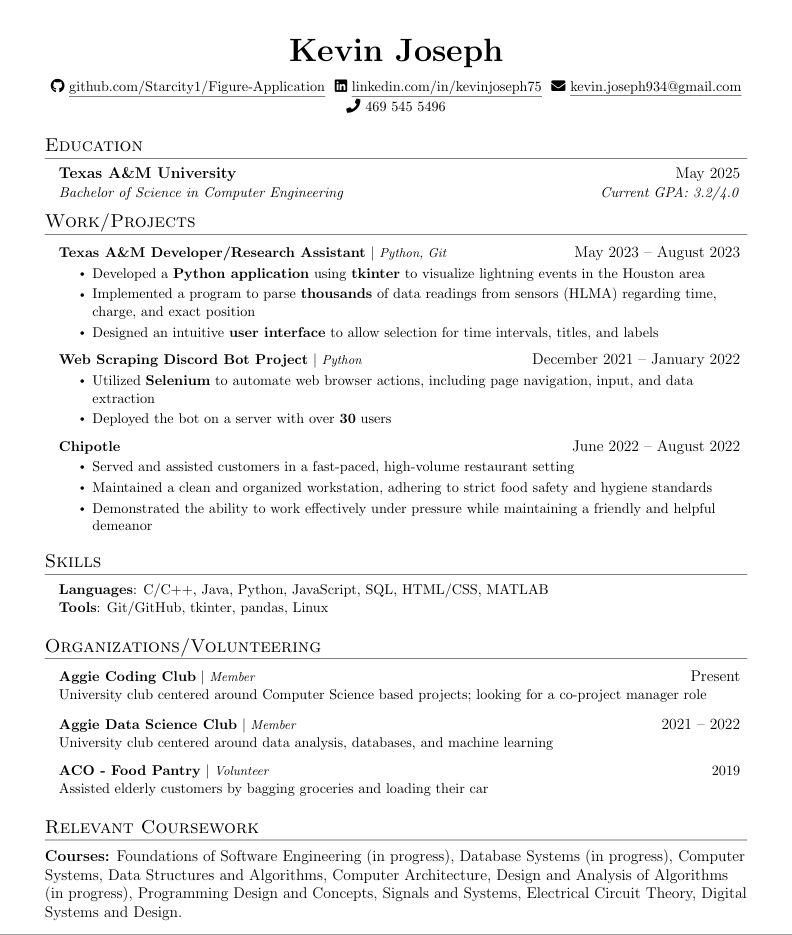 Kevin Joseph
github.com/Starcity1/Figure-Application linkedin.com/in/kevinjoseph75 kevin.joseph934@gmail.com
469 545 5496
Education
Texas A&M University May 2025
Bachelor of Science in Computer Engineering Current GPA: 3.2/4.0
Work/Projects
Texas A&M Developer/Research Assistant | Python, Git May 2023 – August 2023
• Developed a Python application using tkinter to visualize lightning events in the Houston area
• Implemented a program to parse thousands of data readings from sensors (HLMA) regarding time,
charge, and exact position
• Designed an intuitive user interface to allow selection for time intervals, titles, and labels
Web Scraping Discord Bot Project | Python December 2021 – January 2022
• Utilized Selenium to automate web browser actions, including page navigation, input, and data
extraction
• Deployed the bot on a server with over 30 users
Chipotle June 2022 – August 2022
• Served and assisted customers in a fast-paced, high-volume restaurant setting
• Maintained a clean and organized workstation, adhering to strict food safety and hygiene standards
• Demonstrated the ability to work effectively under pressure while maintaining a friendly and helpful
demeanor
Skills
Languages: C/C++, Java, Python, JavaScript, SQL, HTML/CSS, MATLAB
Tools: Git/GitHub, tkinter, pandas, Linux
Organizations/Volunteering
Aggie Coding Club | Member Present
University club centered around Computer Science based projects; looking for a co-project manager role
Aggie Data Science Club | Member 2021 – 2022
University club centered around data analysis, databases, and machine learning
ACO - Food Pantry | Volunteer 2019
Assisted elderly customers by bagging groceries and loading their car
Relevant Coursework
Courses: Foundations of Software Engineering (in progress), Database Systems (in progress), Computer
Systems, Data Structures and Algorithms, Computer Architecture, Design and Analysis of Algorithms
(in progress), Programming Design and Concepts, Signals and Systems, Electrical Circuit Theory, Digital
Systems and Design.